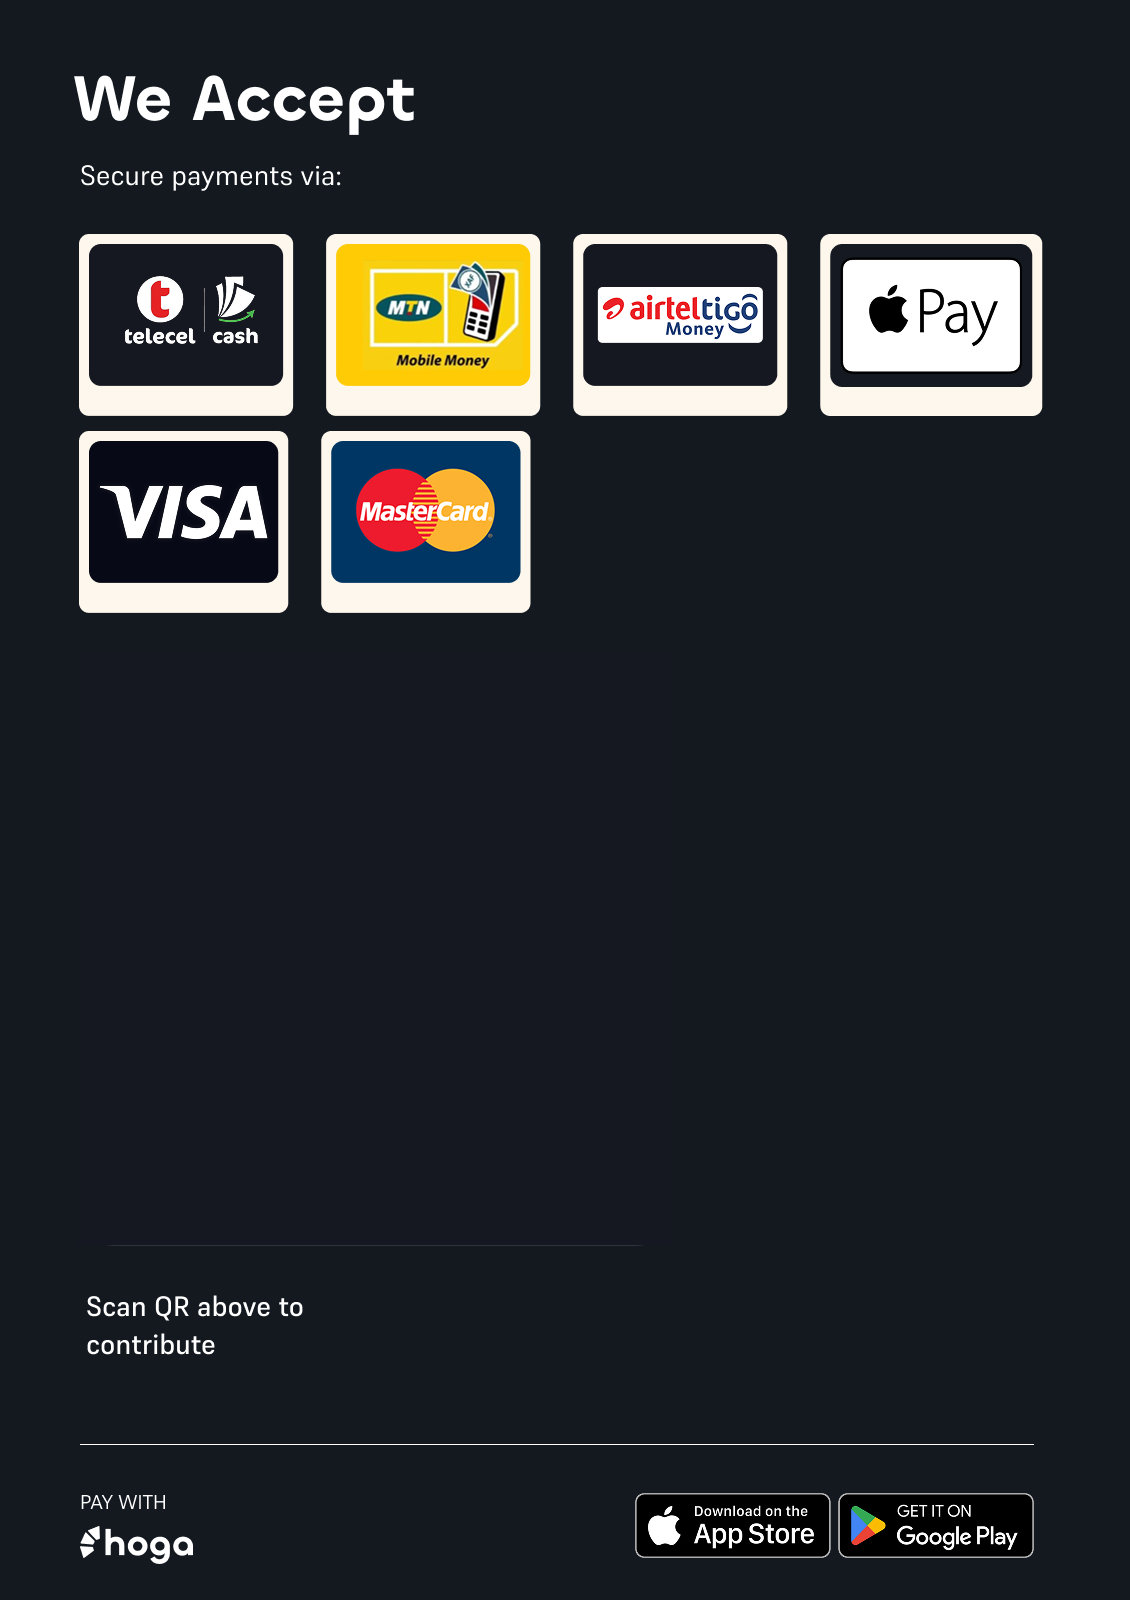 We Accept
Secure payments via:
telecel cash
MTN
XAF
Mobile Money
airteltigo
Money
Pay
VISA
MasterCard
Scan QR above to
contribute
PAY WITH
hoga
Download on the
App Store
GET IT ON
Google Play